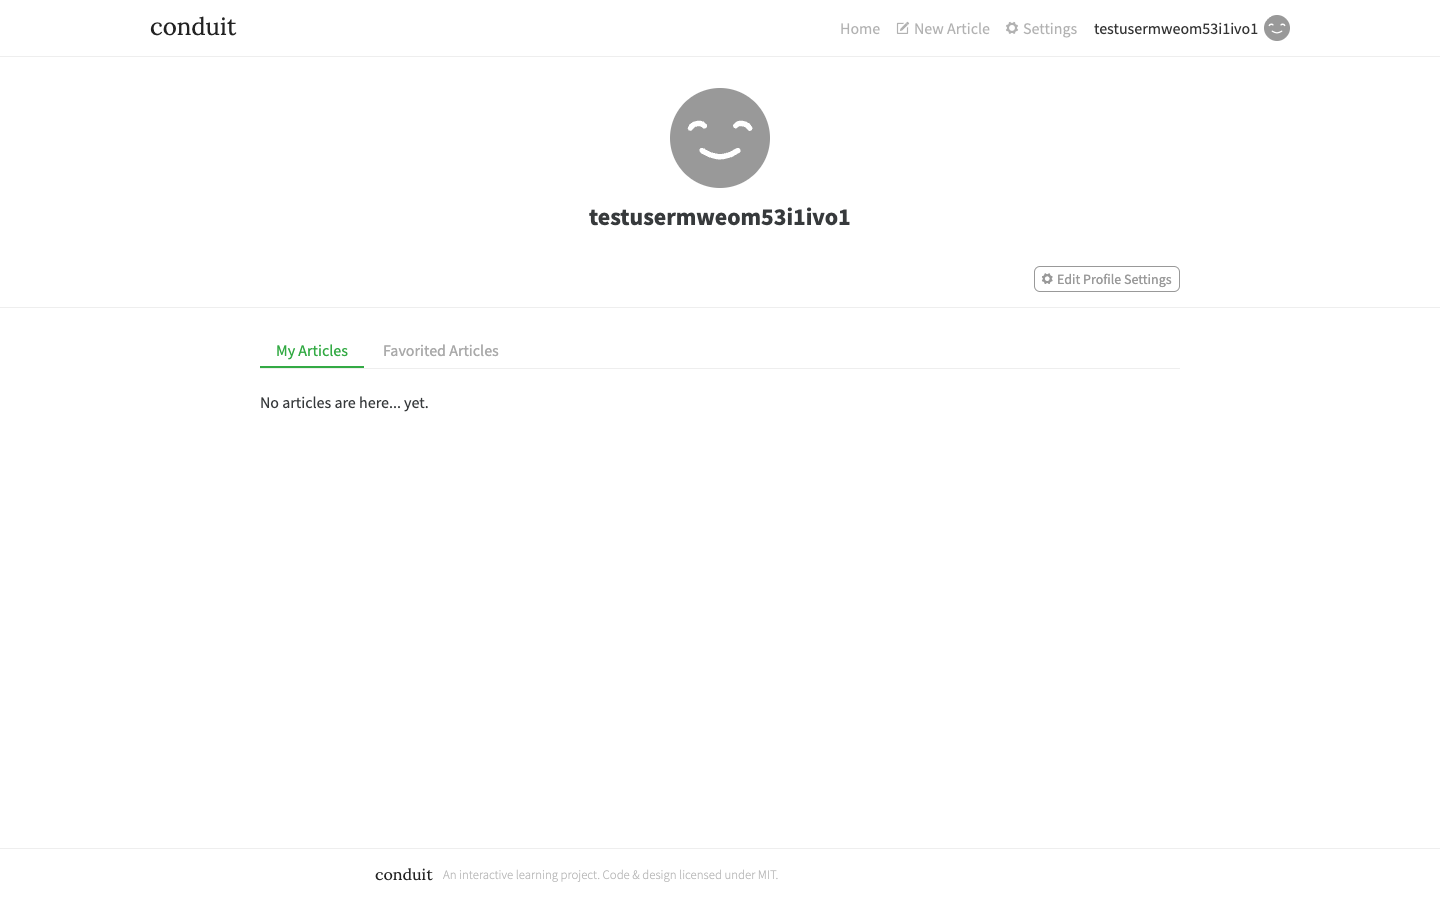 conduit
Home New Article Settings testusermweom53i1ivo1
testusermweom53i1ivo1
Edit Profile Settings
My Articles Favorited Articles
No articles are here... yet.
conduit An interactive learning project. Code & design licensed under MIT.